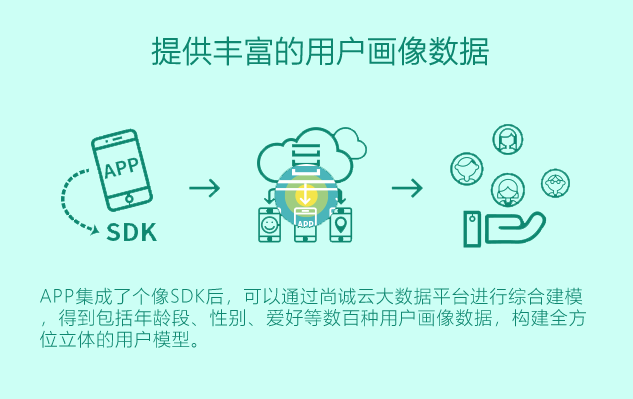 提供丰富的用户画像数据
APP
SDK
APP
APP集成了个像SDK后，可以通过尚诚云大数据平台进行综合建模
，得到包括年龄段、性别、爱好等数百种用户画像数据，构建全方
位立体的用户模型。